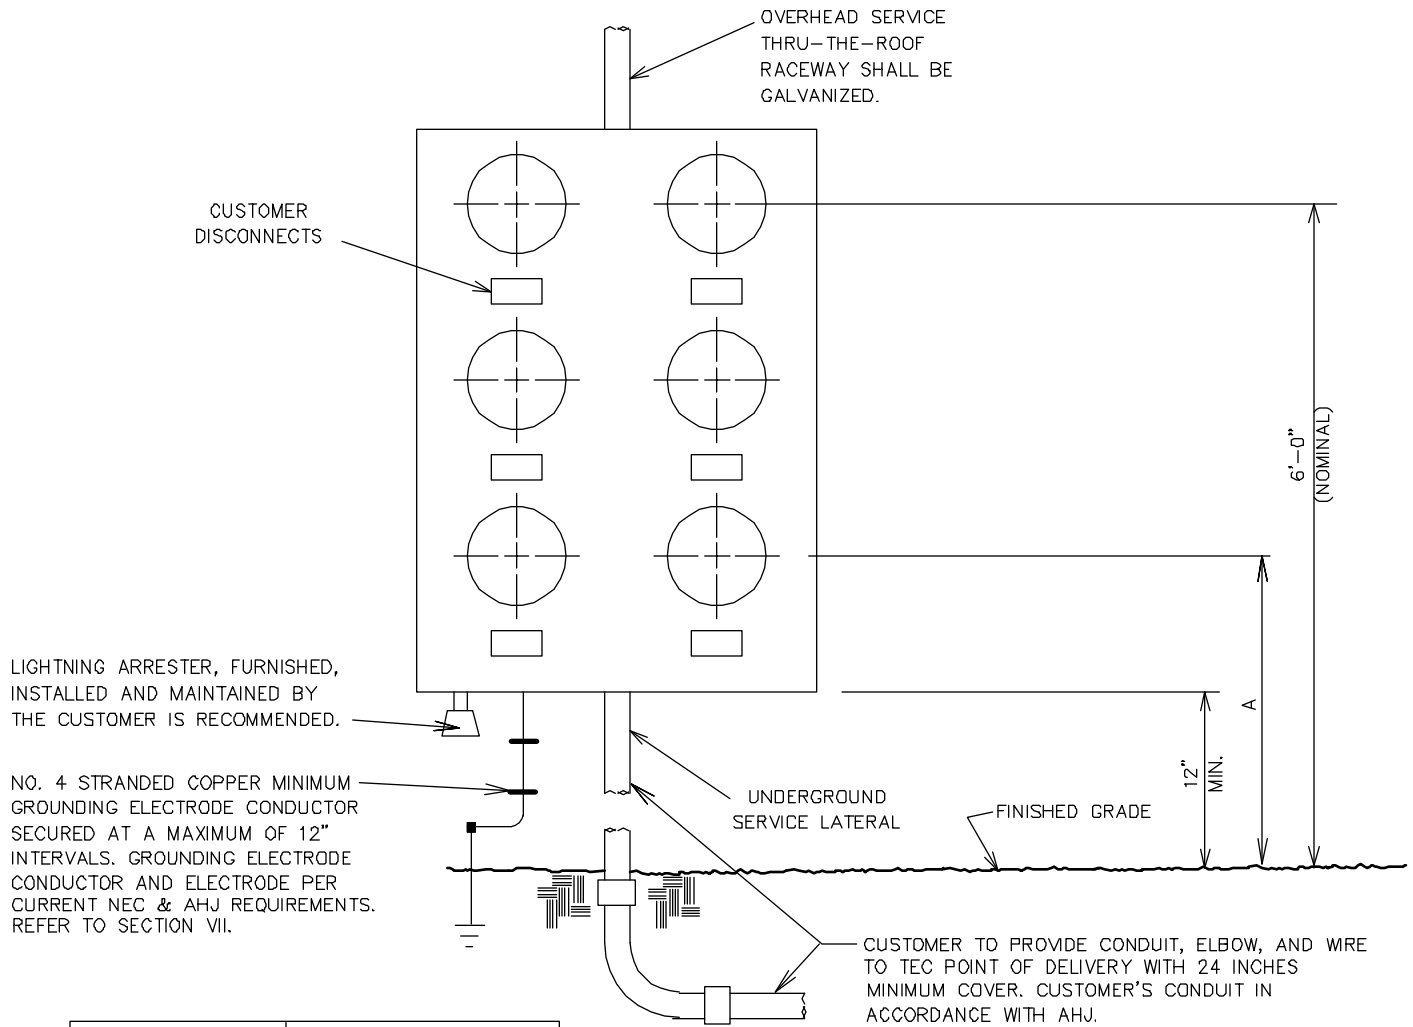 OVERHEAD SERVICE
THRU-THE-ROOF
RACEWAY SHALL BE
GALVANIZED.
CUSTOMER
DISCONNECTS
6'-0"
(NOMINAL)
LIGHTNING ARRESTER, FURNISHED,
INSTALLED AND MAINTAINED BY
THE CUSTOMER IS RECOMMENDED.
A
12"
MIN.
NO. 4 STRANDED COPPER MINIMUM
GROUNDING ELECTRODE CONDUCTOR
SECURED AT A MAXIMUM OF 12"
INTERVALS. GROUNDING ELECTRODE
CONDUCTOR AND ELECTRODE PER
CURRENT NEC & AHJ REQUIREMENTS.
REFER TO SECTION VII.
UNDERGROUND
SERVICE LATERAL
FINISHED GRADE
CUSTOMER TO PROVIDE CONDUIT, ELBOW, AND WIRE
TO TEC POINT OF DELIVERY WITH 24 INCHES
MINIMUM COVER. CUSTOMER'S CONDUIT IN
ACCORDANCE WITH AHJ.